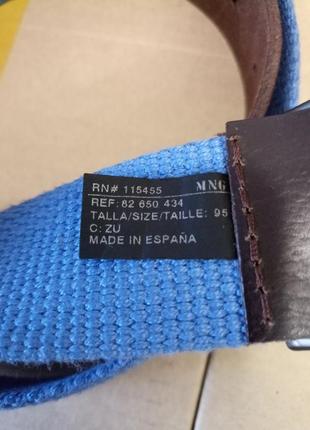 RN# 115455 MNG
REF: 82 650 434
TALLA/SIZE/TAILLE: 95
C: ZU
MADE IN ESPAÑA